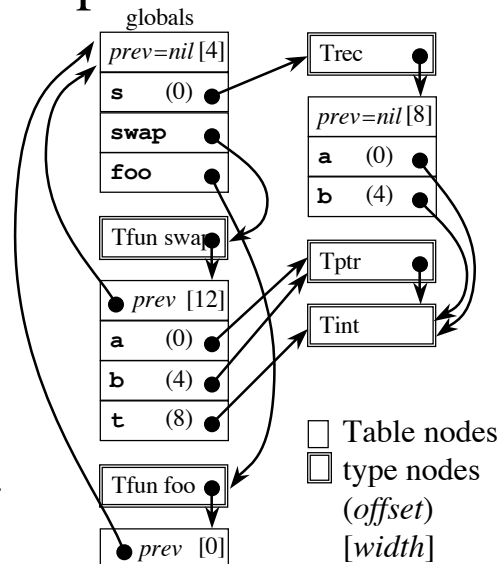 globals
prev=nil [4]
s (0)
swap
foo
Tfun swap
prev [12]
a (0)
b (4)
t (8)
Tfun foo
prev [0]
Trec
prev=nil [8]
a (0)
b (4)
Tptr
Tint
Table nodes
type nodes
(offset)
[width]